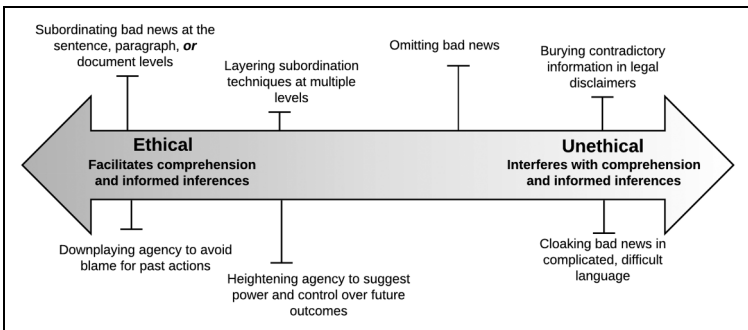 Subordinating bad news at the
sentence, paragraph, or
document levels
Layering subordination
techniques at multiple
levels
Omitting bad news
Burying contradictory
information in legal
disclaimers
Ethical
Facilitates comprehension
and informed inferences
Unethical
Interferes with comprehension
and informed inferences
Downplaying agency to avoid
blame for past actions
Heightening agency to suggest
power and control over future
outcomes
Cloaking bad news in
complicated, difficult
language